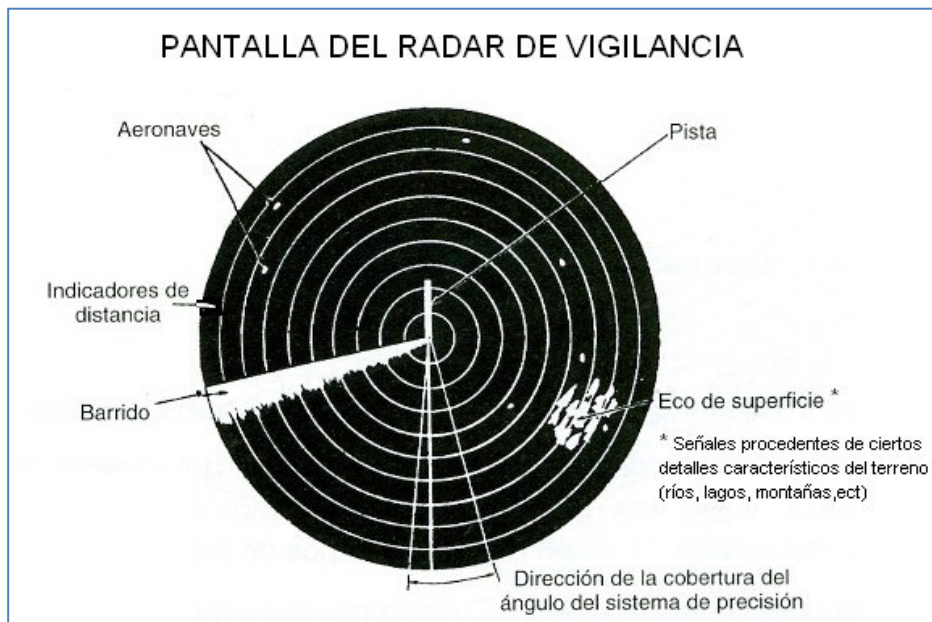 PANTALLA DEL RADAR DE VIGILANCIA
Aeronaves
Pista
Indicadores de
distancia
Barrido
Eco de superficie *
* Señales procedentes de ciertos
detalles característicos del terreno
(ríos, lagos, montañas,ect)
Dirección de la cobertura del
ángulo del sistema de precisión